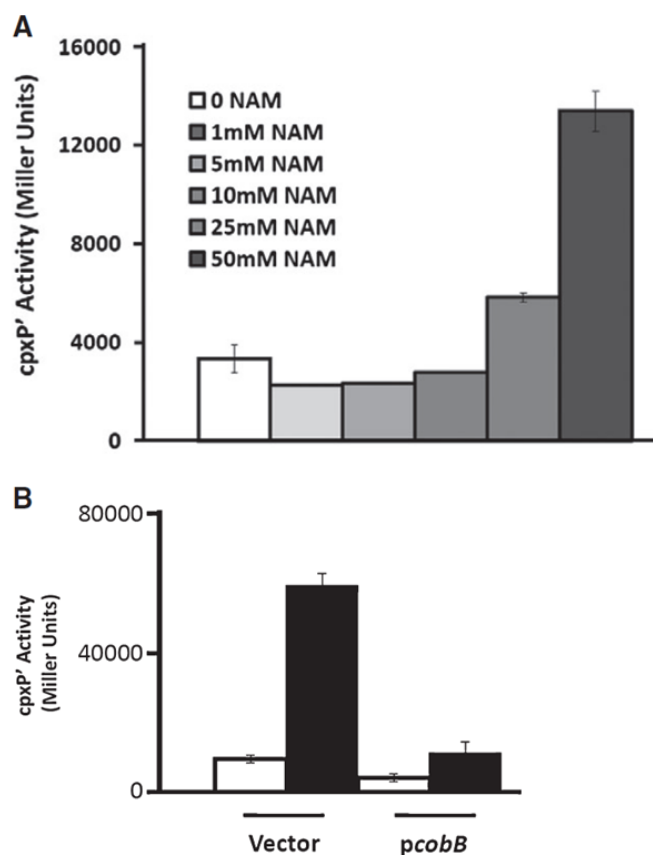 A
cpxP' Activity (Miller Units)
16000
12000
8000
4000
0
0 NAM
1mM NAM
5mM NAM
10mM NAM
25mM NAM
50mM NAM
B
cpxP' Activity
(Miller Units)
80000
40000
0
Vector
pcobB